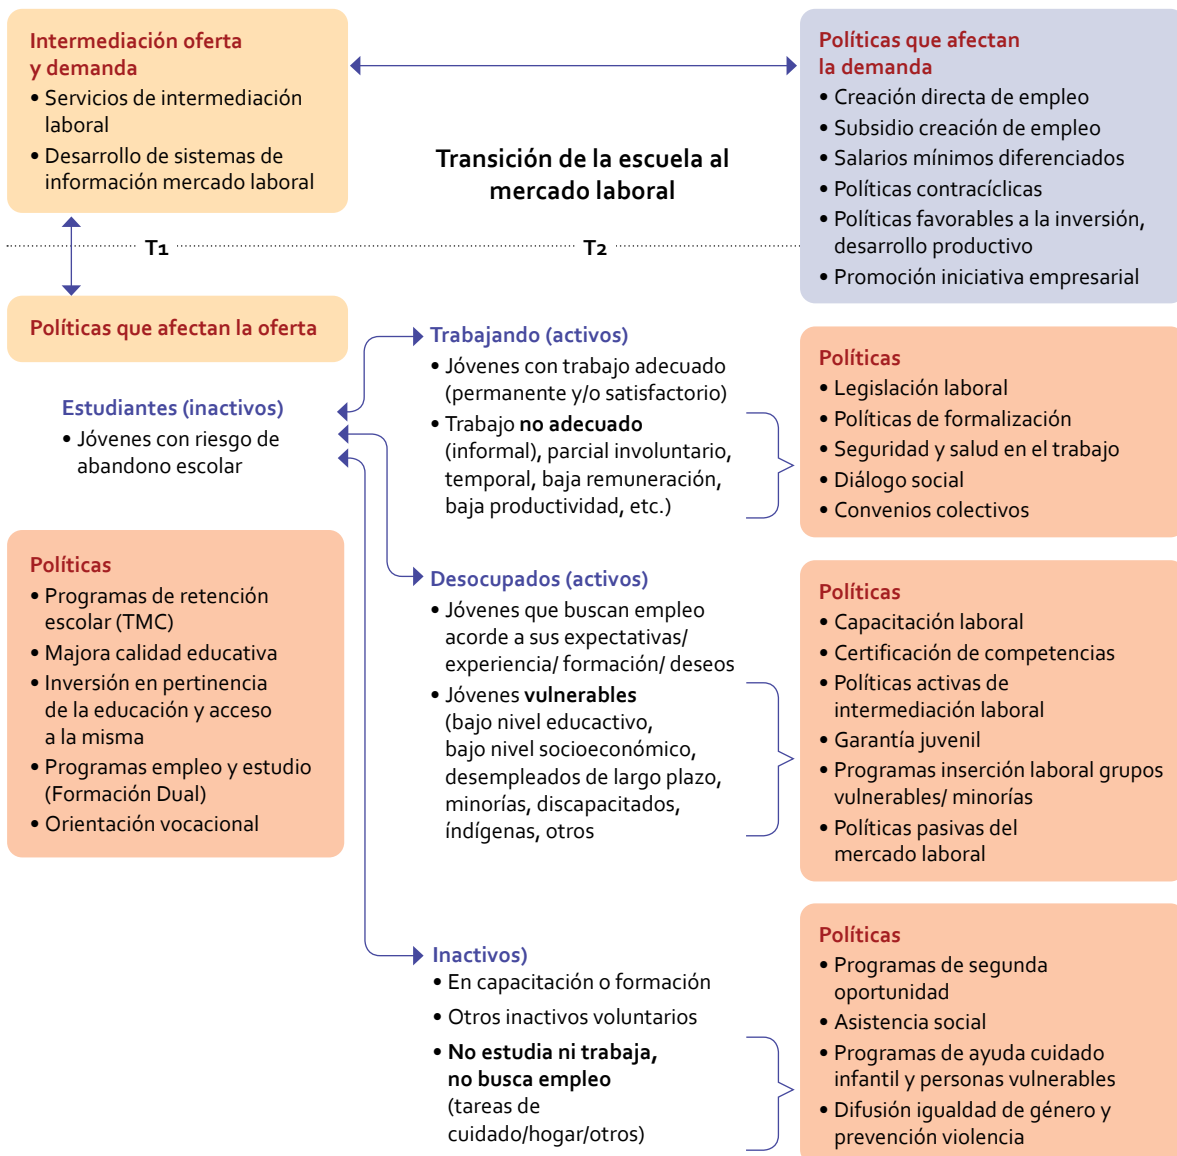 Intermediación oferta
y demanda
• Servicios de intermediación
laboral
• Desarrollo de sistemas de
información mercado laboral
Transición de la escuela al
mercado laboral
Políticas que afectan
la demanda
• Creación directa de empleo
• Subsidio creación de empleo
• Salarios mínimos diferenciados
• Políticas contracíclicas
• Políticas favorables a la inversión,
desarrollo productivo
• Promoción iniciativa empresarial
T1
T2
Políticas que afectan la oferta
Estudiantes (inactivos)
• Jóvenes con riesgo de
abandono escolar
Políticas
• Programas de retención
escolar (TMC)
• Majora calidad educativa
• Inversión en pertinencia
de la educación y acceso
a la misma
• Programas empleo y estudio
(Formación Dual)
• Orientación vocacional
Trabajando (activos)
• Jóvenes con trabajo adecuado
(permanente y/o satisfactorio)
• Trabajo no adecuado
(informal), parcial involuntario,
temporal, baja remuneración,
baja productividad, etc.)
Políticas
• Legislación laboral
• Políticas de formalización
• Seguridad y salud en el trabajo
• Diálogo social
• Convenios colectivos
Desocupados (activos)
• Jóvenes que buscan empleo
acorde a sus expectativas/
experiencia/ formación/ deseos
• Jóvenes vulnerables
(bajo nivel educactivo,
bajo nivel socioeconómico,
desempleados de largo plazo,
minorías, discapacitados,
índígenas, otros
Políticas
• Capacitación laboral
• Certificación de competencias
• Políticas activas de
intermediación laboral
• Garantía juvenil
• Programas inserción laboral grupos
vulnerables/ minorías
• Políticas pasivas del
mercado laboral
Inactivos)
• En capacitación o formación
• Otros inactivos voluntarios
• No estudia ni trabaja,
no busca empleo
(tareas de
cuidado/hogar/otros)
Políticas
• Programas de segunda
oportunidad
• Asistencia social
• Programas de ayuda cuidado
infantil y personas vulnerables
• Difusión igualdad de género y
prevención violencia